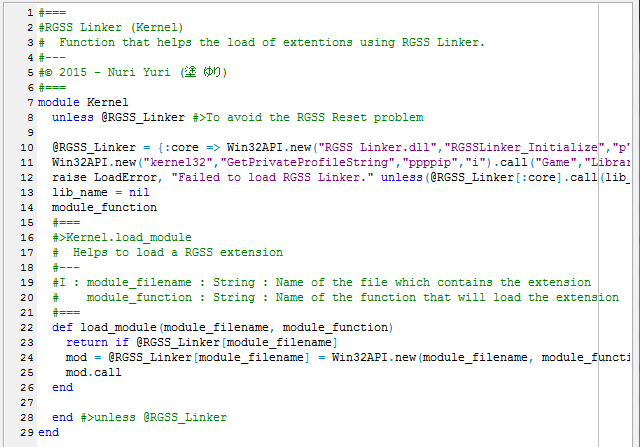 1 #===
2 #RGSS Linker (Kernel)
3 #  Function that helps the load of extentions using RGSS Linker.
4 #---
5 #© 2015 - Nuri Yuri (塗 ゆり)
6 #===
7 module Kernel
8   unless @RGSS_Linker #>To avoid the RGSS Reset problem
9
10   @RGSS_Linker = {:core => Win32API.new("RGSS Linker.dll","RGSSLinker_Initialize","p"
11   Win32API.new("kernel32","GetPrivateProfileString","ppppip","i").call("Game","Librar
12   raise LoadError, "Failed to load RGSS Linker." unless(@RGSS_Linker[:core].call(lib_
13   lib_name = nil
14   module_function
15   #===
16   #>Kernel.load_module
17   #  Helps to load a RGSS extension
18   #---
19   #I : module_filename : String : Name of the file which contains the extension
20   #    module_function : String : Name of the function that will load the extension
21   #===
22   def load_module(module_filename, module_function)
23     return if @RGSS_Linker[module_filename]
24     mod = @RGSS_Linker[module_filename] = Win32API.new(module_filename, module_functi
25     mod.call
26   end
27
28   end #>unless @RGSS_Linker
29 end